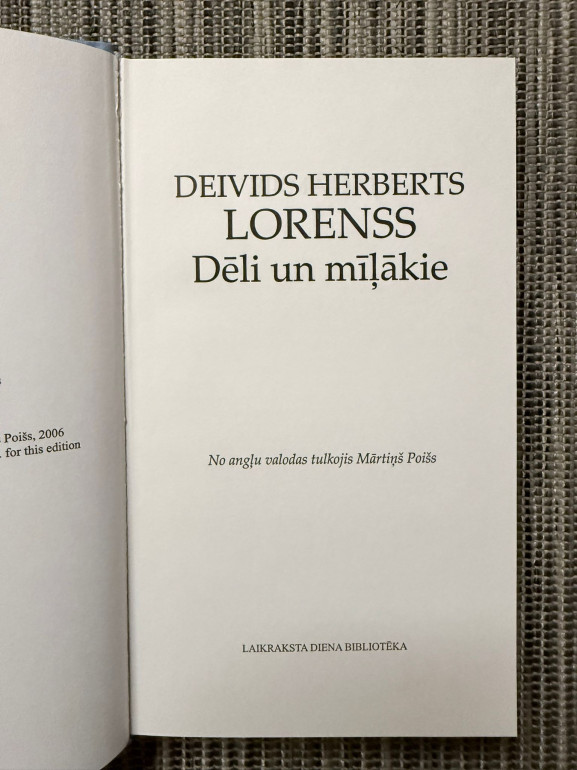 Poišs, 2006
for this edition
DEIVIDS HERBERTS
LORENSS
Dēli un mīļākie
No angļu valodas tulkojis Mārtiņš Poišs
LAIKRAKSTA DIENA BIBLIOTĒKA